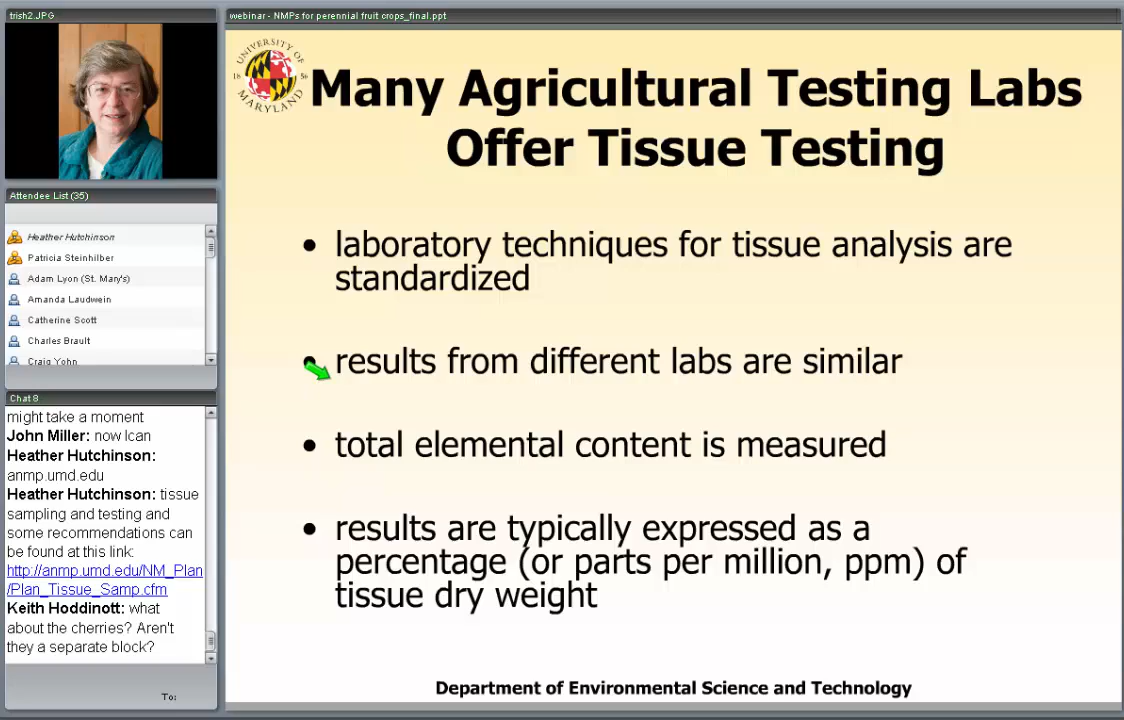 trish2.JPG
webinar - NMPs for perennial fruit crops_final.ppt
UNIVERSITY OF
18 56
MARYLAND
Many Agricultural Testing Labs
Offer Tissue Testing
• laboratory techniques for tissue analysis are
standardized
• results from different labs are similar
• total elemental content is measured
• results are typically expressed as a
percentage (or parts per million, ppm) of
tissue dry weight
Department of Environmental Science and Technology
Attendee List (35)
Heather Hutchinson
Patricia Steinhilber
Adam Lyon (St. Mary's)
Amanda Laudwein
Catherine Scott
Charles Brault
Craig Yohn
Chat 8
might take a moment
John Miller: now Ican
Heather Hutchinson:
anmp.umd.edu
Heather Hutchinson: tissue
sampling and testing and
some recommendations can
be found at this link:
http://anmp.umd.edu/NM_Plan
/Plan_Tissue_Samp.cfm
Keith Hoddinott: what
about the cherries? Aren't
they a separate block?
To: